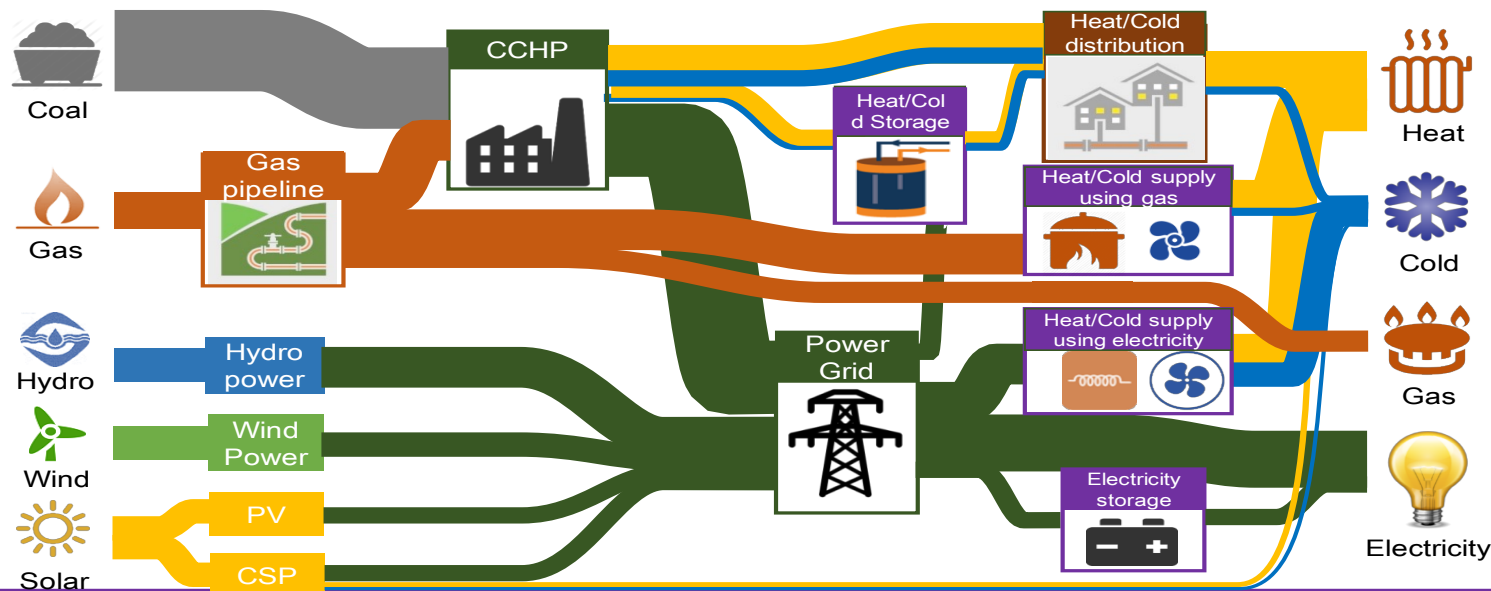 Coal
Gas
Hydro
Wind
Solar
Gas
pipeline
Hydro
power
Wind
Power
PV
CSP
CCHP
Heat/Col
d Storage
Power
Grid
Heat/Cold
distribution
Heat/Cold supply
using gas
Heat/Cold supply
using electricity
Electricity
storage
Heat
Cold
Gas
Electricity